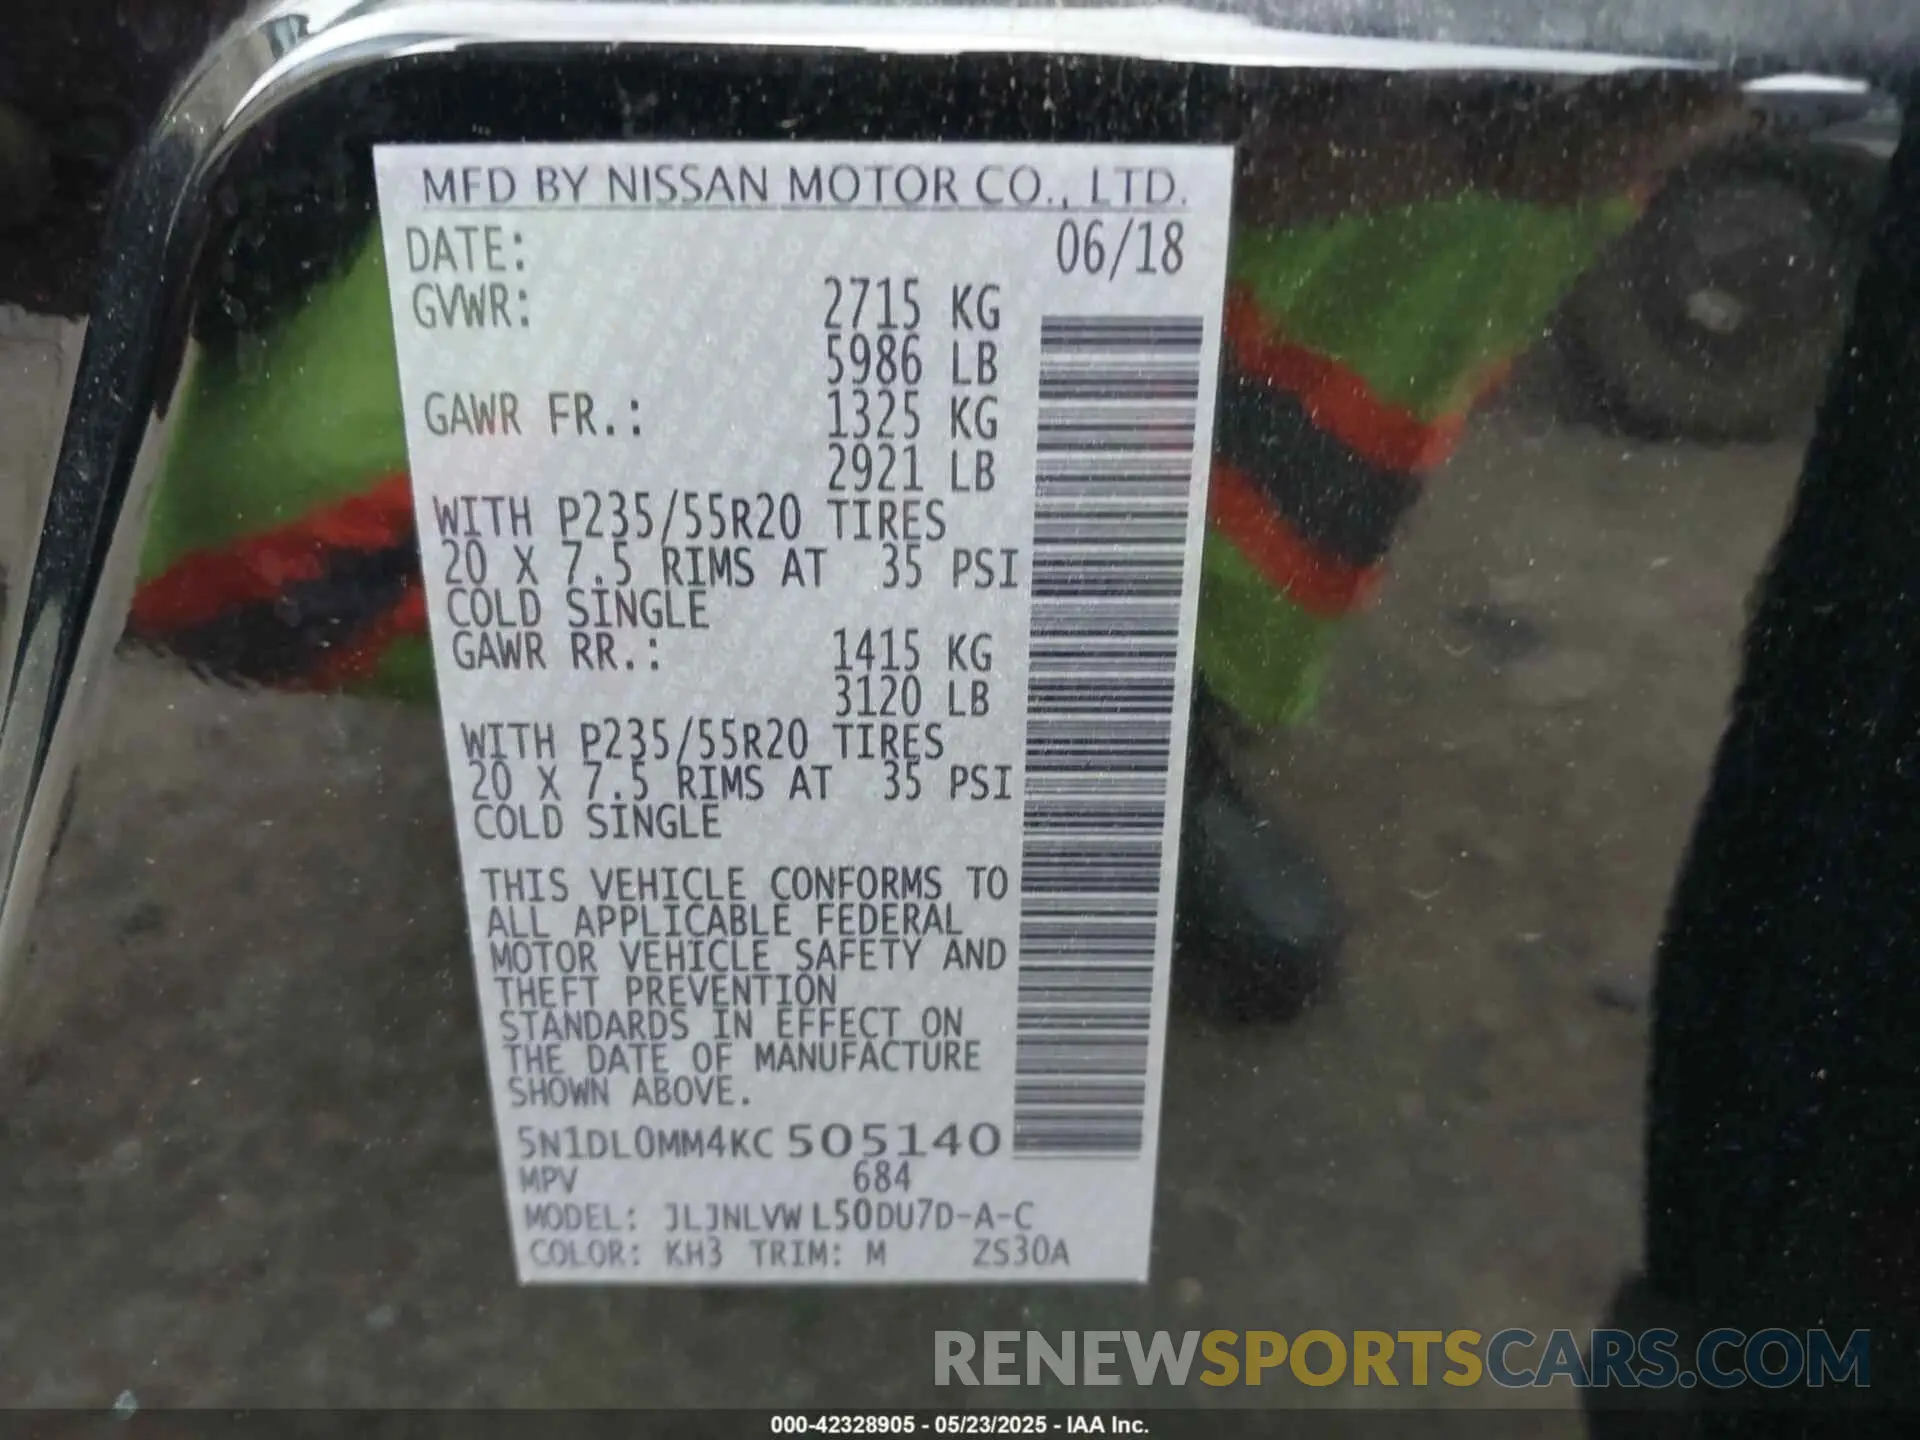 MFD BY NISSAN MOTOR CO., LTD.
DATE: 06/18
GVWR: 2715 KG
5986 LB
GAWR FR.: 1325 KG
2921 LB
WITH P235/55R20 TIRES
20 X 7.5 RIMS AT 35 PSI
COLD SINGLE
GAWR RR.: 1415 KG
3120 LB
WITH P235/55R20 TIRES
20 X 7.5 RIMS AT 35 PSI
COLD SINGLE
THIS VEHICLE CONFORMS TO
ALL APPLICABLE FEDERAL
MOTOR VEHICLE SAFETY AND
THEFT PREVENTION
STANDARDS IN EFFECT ON
THE DATE OF MANUFACTURE
SHOWN ABOVE.
5N1DL0MM4KC 505140
MPV 684
MODEL: JLJNLVW L50DU7D-A-C
COLOR: KH3 TRIM: M ZS30A
RENEWSPORTSCARS.COM
000-42328905 - 05/23/2025 - IAA Inc.